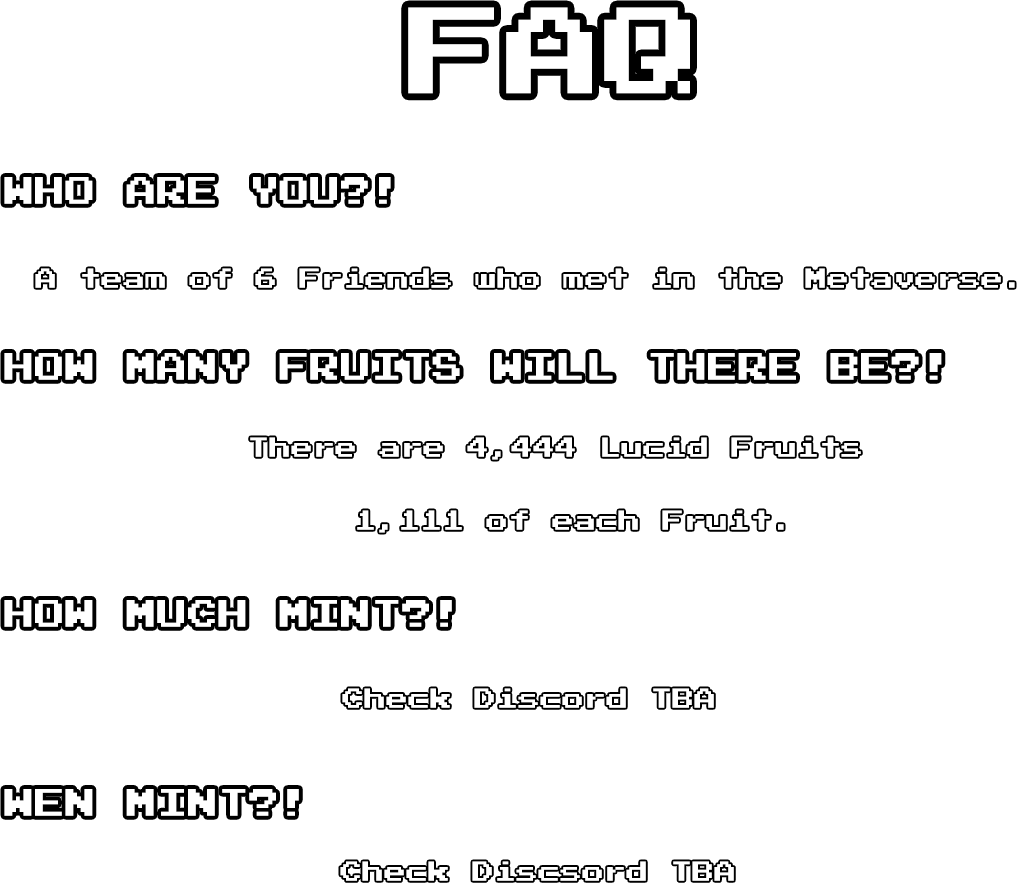 FAQ
WHO ARE YOU?!
A team of 6 Friends who met in the Metaverse.
HOW MANY FRUITS WILL THERE BE?!
There are 4,444 Lucid Fruits
1,111 of each Fruit.
HOW MUCH MINT?!
Check Discord TBA
WEN MINT?!
Check Discsord TBA